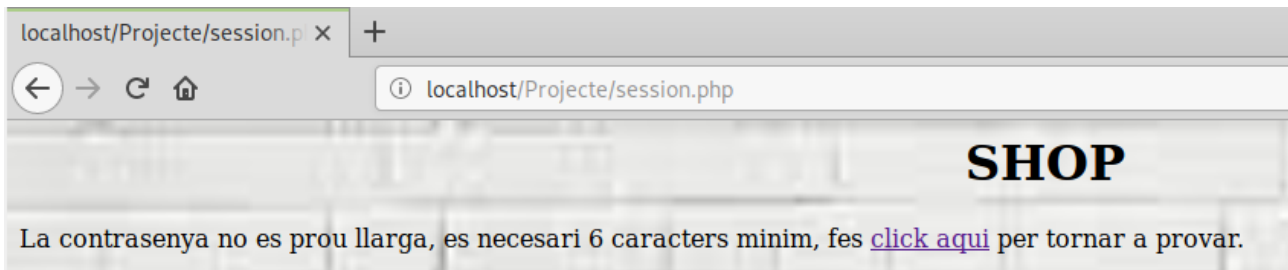 localhost/Projecte/session.p
localhost/Projecte/session.php
SHOP
La contrasenya no es prou llarga, es necesari 6 caracters minim, fes click aqui per tornar a provar.